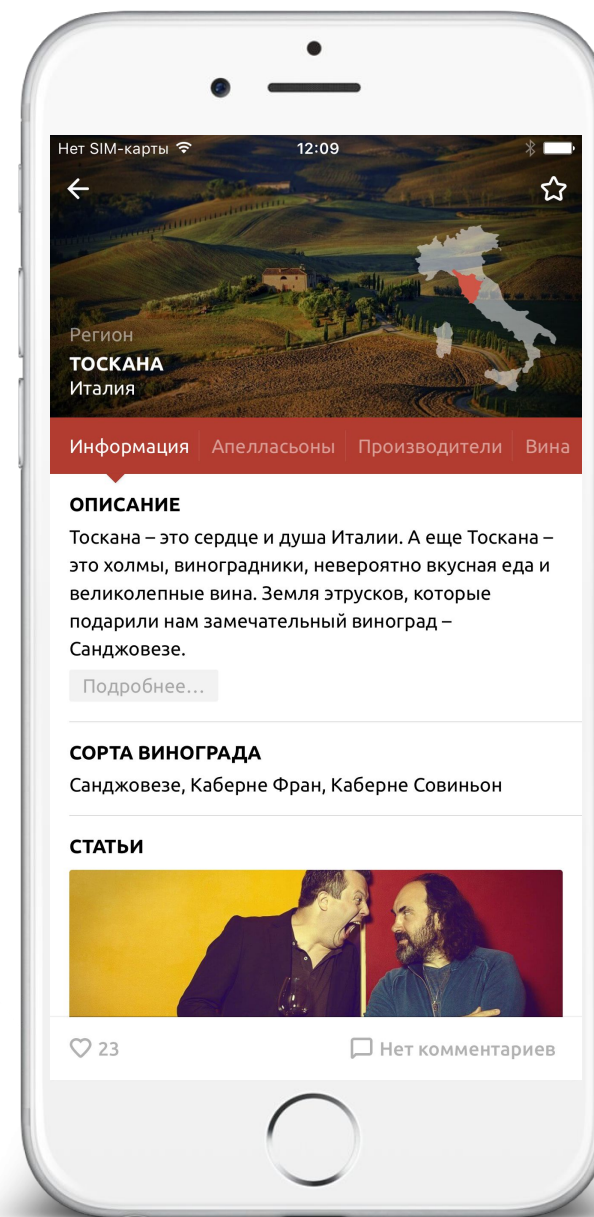 Нет SIM-карты 12:09
Регион
ТОСКАНА
Италия
Информация Апелласьоны Производители Вина
ОПИСАНИЕ
Тоскана – это сердце и душа Италии. А еще Тоскана –
это холмы, виноградники, невероятно вкусная еда и
великолепные вина. Земля этрусков, которые
подарили нам замечательный виноград –
Санджовезе.
Подробнее...
СОРТА ВИНОГРАДА
Санджовезе, Каберне Фран, Каберне Совиньон
СТАТЬИ
23 Нет комментариев